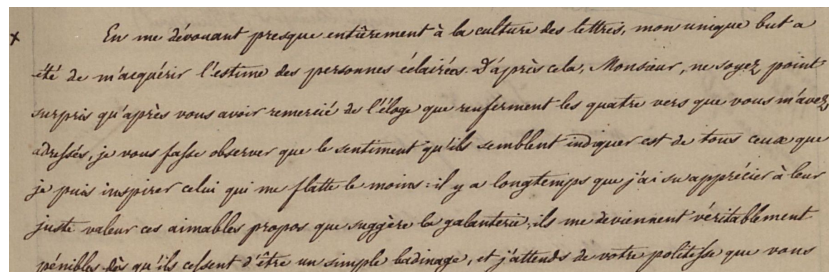 x En me dévouant presque entièrement à la culture des lettres, mon unique but a
été de m'acquérir l'estime des personnes éclairées. D'après cela, Monsieur, ne soyez point
surpris qu'après vous avoir remercié de l'éloge que renferment les quatre vers que vous m'avez
adressés, je vous fasse observer que le sentiment qu'ils semblent indiquer est de tous ceux que
je puis inspirer celui qui me flatte le moins : il y a longtemps que j'ai su apprécier à leur
juste valeur ces aimables propos que suggère la galanterie, ils me deviennent véritablement
pénibles dès qu'ils cessent d'être un simple badinage, et j'attends de votre politesse que vous